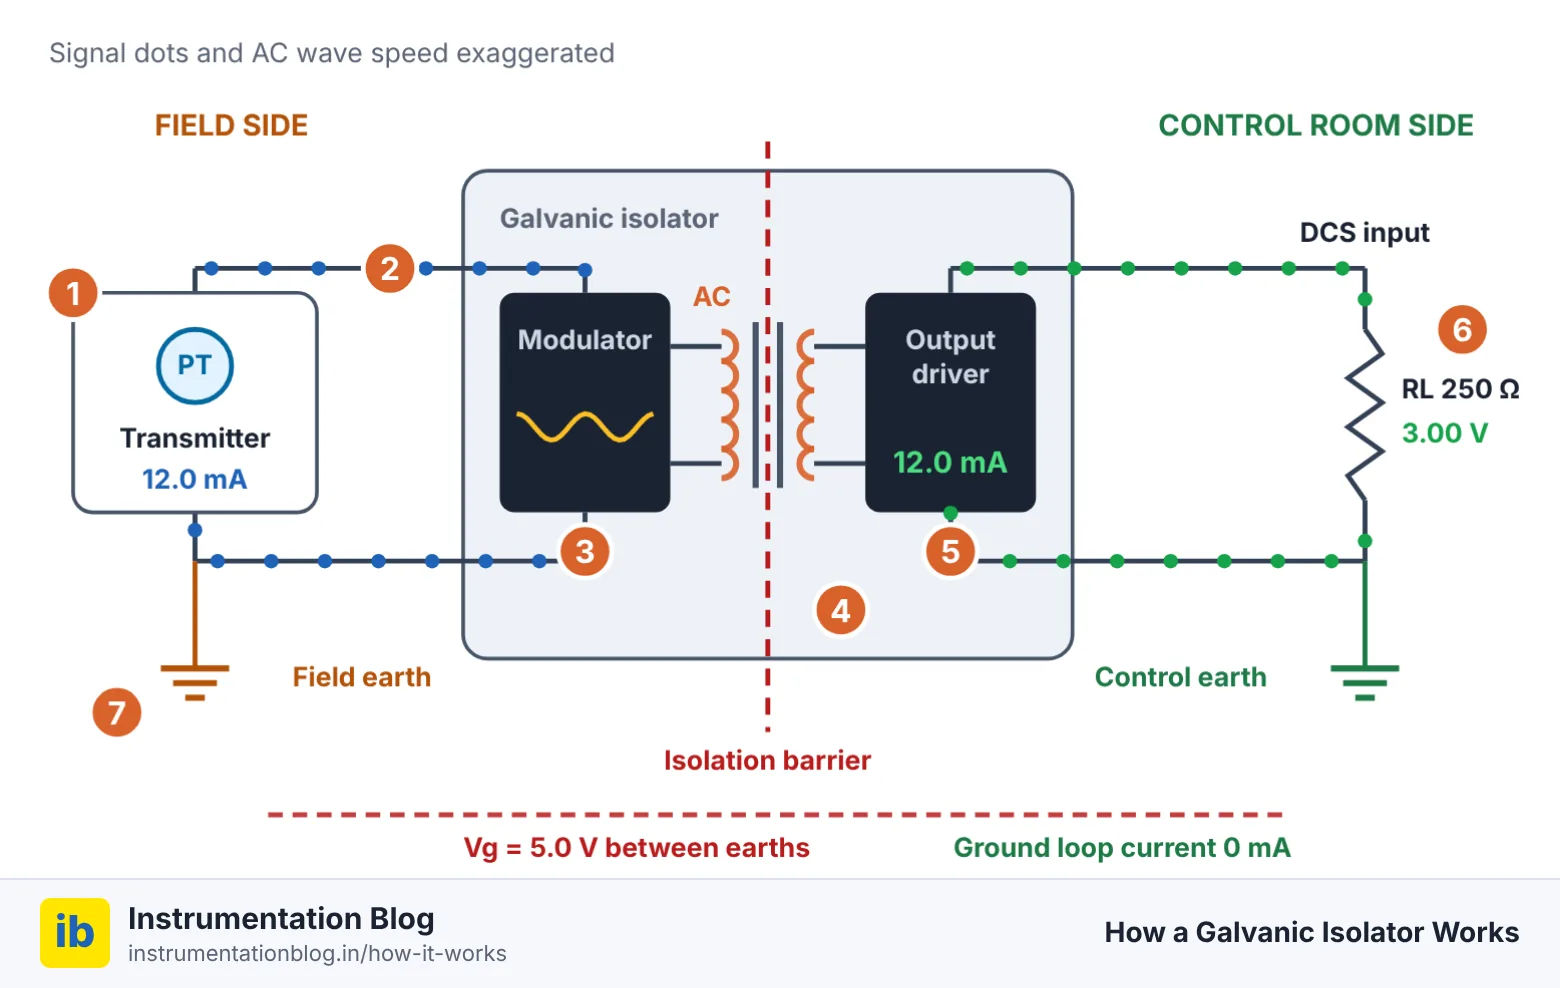 Signal dots and AC wave speed exaggerated
FIELD SIDE
CONTROL ROOM SIDE
Galvanic isolator
DCS input
1
2
AC
PT
Transmitter
12.0 mA
Modulator
Output
driver
12.0 mA
6
RL 250 Ω
3.00 V
3
5
4
Field earth
Control earth
7
Isolation barrier
Vg = 5.0 V between earths
Ground loop current 0 mA
ib
Instrumentation Blog
instrumentationblog.in/how-it-works
How a Galvanic Isolator Works